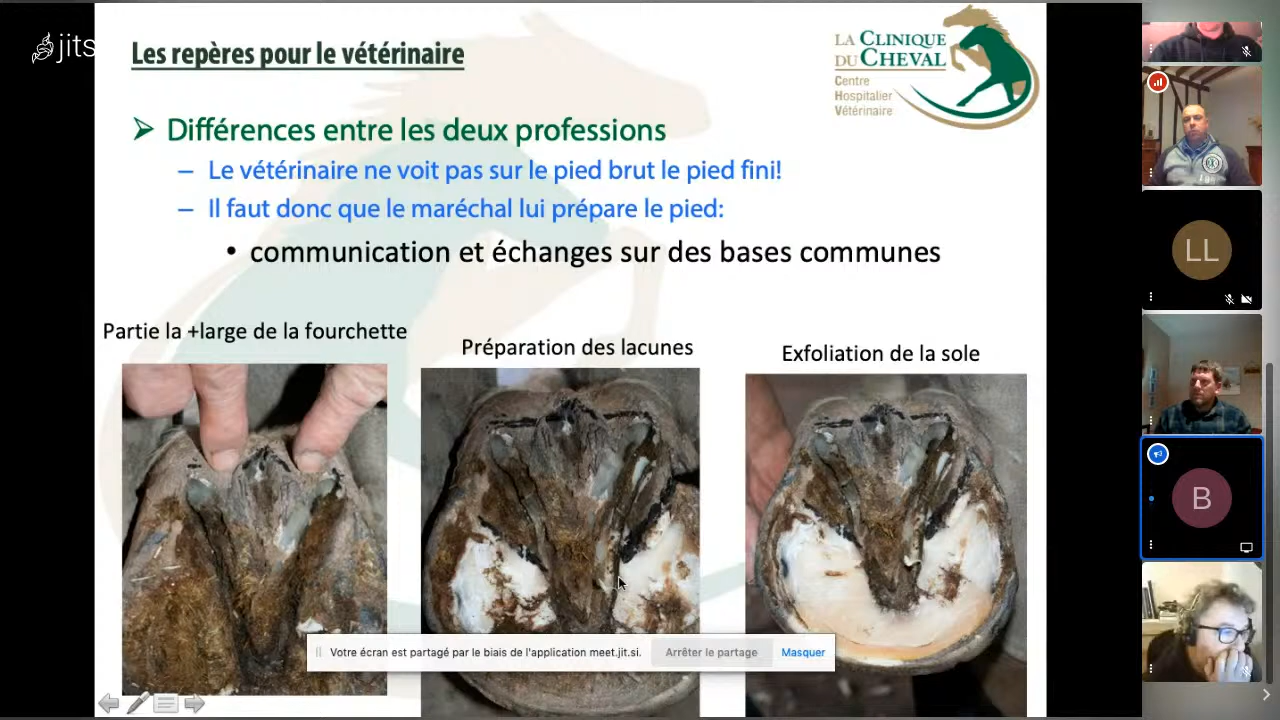 jits
Les repères pour le vétérinaire
LA CLINIQUE
DU CHEVAL
Centre
Hospitalier
Vétérinaire
Différences entre les deux professions
– Le vétérinaire ne voit pas sur le pied brut le pied fini!
– Il faut donc que le maréchal lui prépare le pied:
• communication et échanges sur des bases communes
Partie la +large de la fourchette
Préparation des lacunes
Exfoliation de la sole
Votre écran est partagé par le biais de l'application meet.jit.si.
Arrêter le partage
Masquer
LL
B